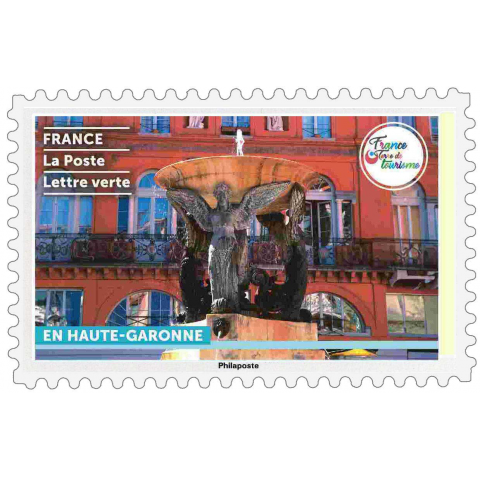 FRANCE
La Poste
Lettre verte
France
Terre de
tourisme
EN HAUTE-GARONNE
Philaposte